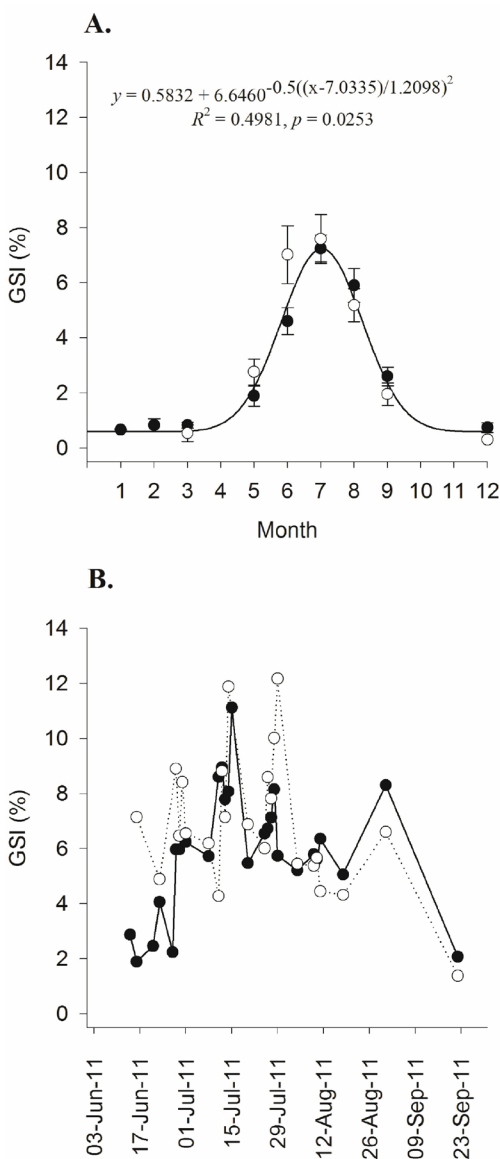 A.
14
y = 0.5832 + 6.6460^-0.5((x-7.0335)/1.2098)^2
12
R² = 0.4981, p = 0.0253
10
8
GSI (%)
6
4
2
0
1 2 3 4 5 6 7 8 9 10 11 12
Month
B.
14
12
10
8
GSI (%)
6
4
2
0
03-Jun-11
17-Jun-11
01-Jul-11
15-Jul-11
29-Jul-11
12-Aug-11
26-Aug-11
09-Sep-11
23-Sep-11